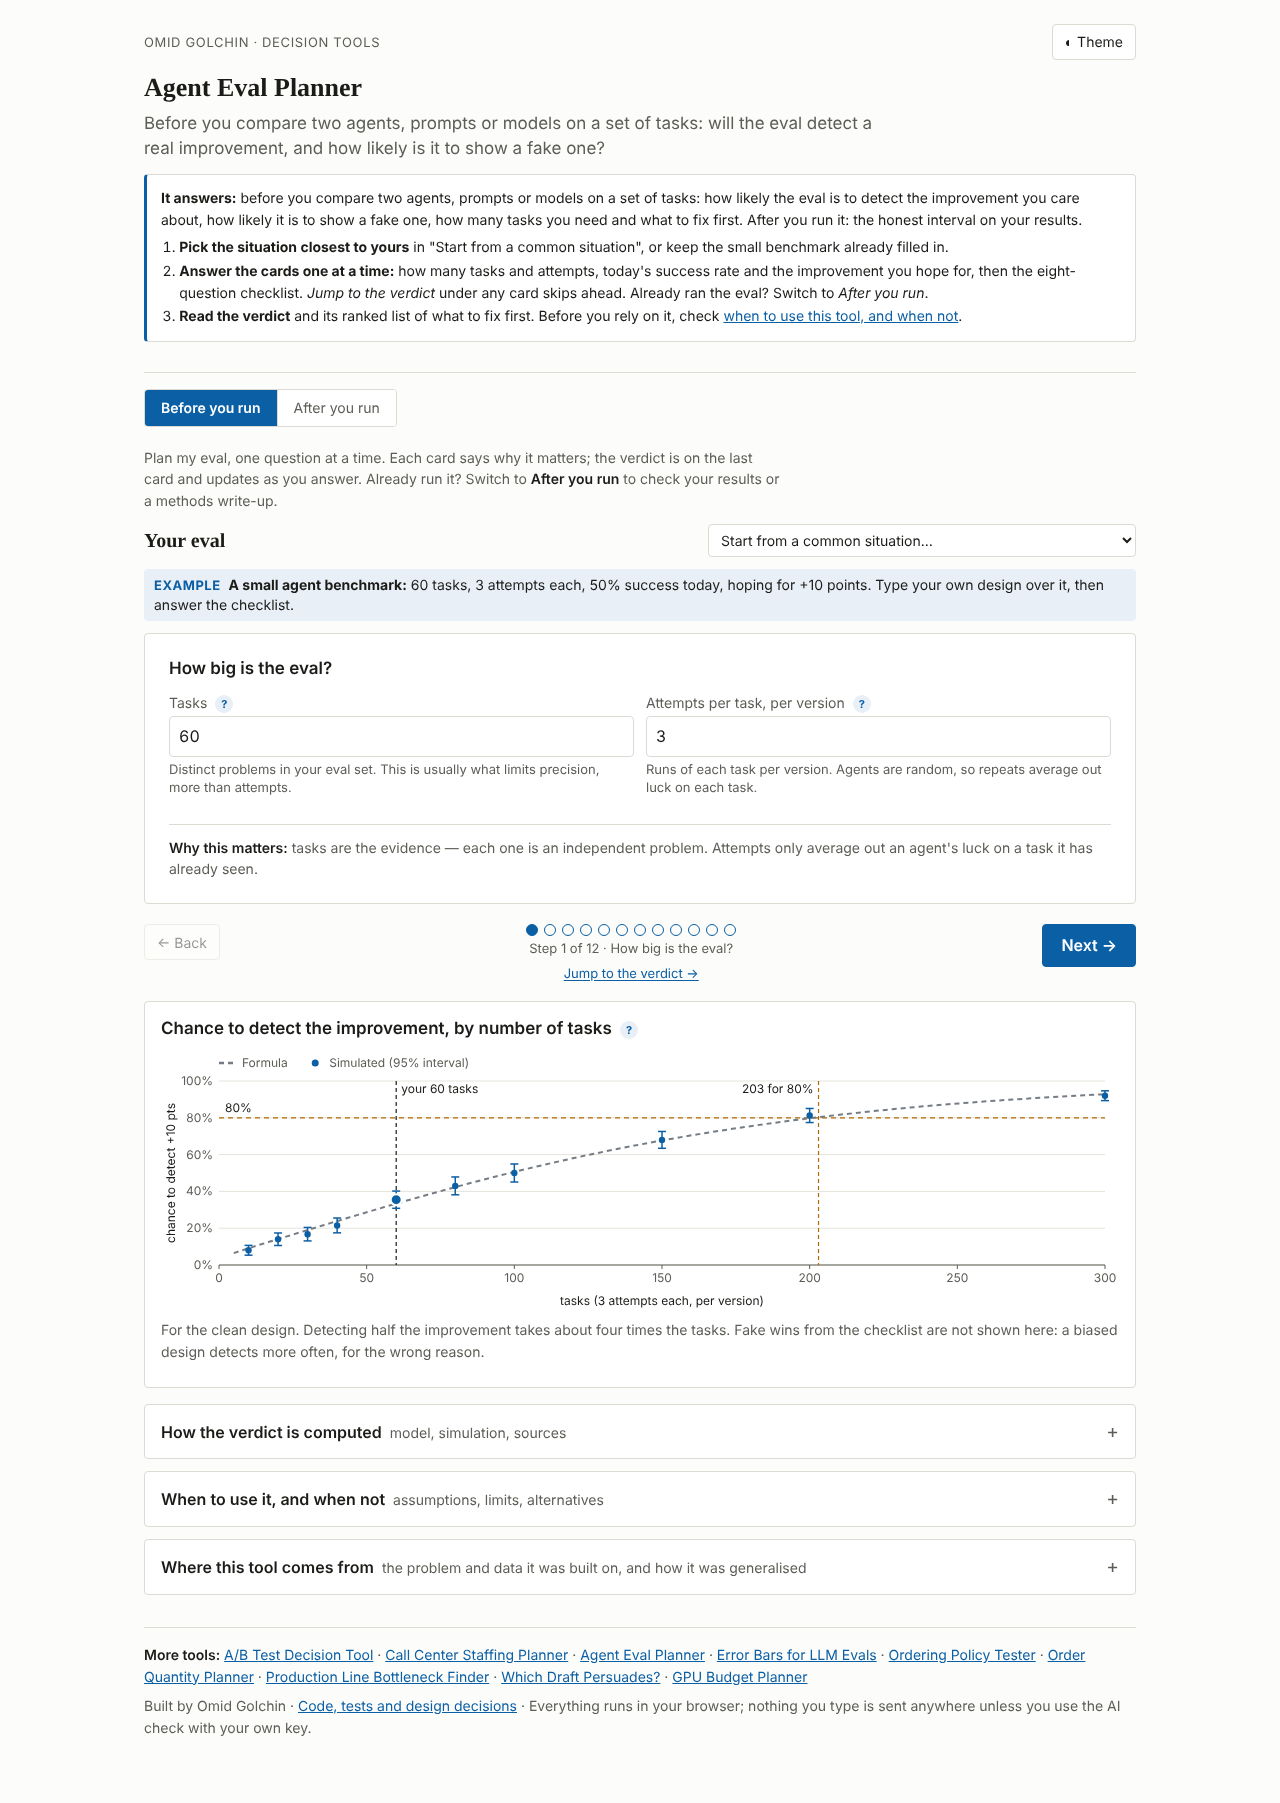 OMID GOLCHIN · DECISION TOOLS
Theme
Agent Eval Planner
Before you compare two agents, prompts or models on a set of tasks: will the eval detect a
real improvement, and how likely is it to show a fake one?
It answers: before you compare two agents, prompts or models on a set of tasks: how likely the eval is to detect the improvement you care
about, how likely it is to show a fake one, how many tasks you need and what to fix first. After you run it: the honest interval on your results.
1. Pick the situation closest to yours in "Start from a common situation", or keep the small benchmark already filled in.
2. Answer the cards one at a time: how many tasks and attempts, today's success rate and the improvement you hope for, then the eight-
question checklist. Jump to the verdict under any card skips ahead. Already ran the eval? Switch to After you run.
3. Read the verdict and its ranked list of what to fix first. Before you rely on it, check when to use this tool, and when not.
Before you run
After you run
Plan my eval, one question at a time. Each card says why it matters; the verdict is on the last
card and updates as you answer. Already run it? Switch to After you run to check your results or
a methods write-up.
Your eval
Start from a common situation...
EXAMPLE A small agent benchmark: 60 tasks, 3 attempts each, 50% success today, hoping for +10 points. Type your own design over it, then
answer the checklist.
How big is the eval?
Tasks ?
Attempts per task, per version ?
60
3
Distinct problems in your eval set. This is usually what limits precision,
more than attempts.
Runs of each task per version. Agents are random, so repeats average out
luck on each task.
Why this matters: tasks are the evidence — each one is an independent problem. Attempts only average out an agent's luck on a task it has
already seen.
← Back
Step 1 of 12 · How big is the eval?
Jump to the verdict →
Next →
Chance to detect the improvement, by number of tasks ?
Formula
Simulated (95% interval)
100%
80%
60%
40%
20%
0%
chance to detect +10 pts
80%
your 60 tasks
203 for 80%
0 50 100 150 200 250 300
tasks (3 attempts each, per version)
For the clean design. Detecting half the improvement takes about four times the tasks. Fake wins from the checklist are not shown here: a biased
design detects more often, for the wrong reason.
How the verdict is computed model, simulation, sources +
When to use it, and when not assumptions, limits, alternatives +
Where this tool comes from the problem and data it was built on, and how it was generalised +
More tools: A/B Test Decision Tool · Call Center Staffing Planner · Agent Eval Planner · Error Bars for LLM Evals · Ordering Policy Tester · Order
Quantity Planner · Production Line Bottleneck Finder · Which Draft Persuades? · GPU Budget Planner
Built by Omid Golchin · Code, tests and design decisions · Everything runs in your browser; nothing you type is sent anywhere unless you use the AI
check with your own key.